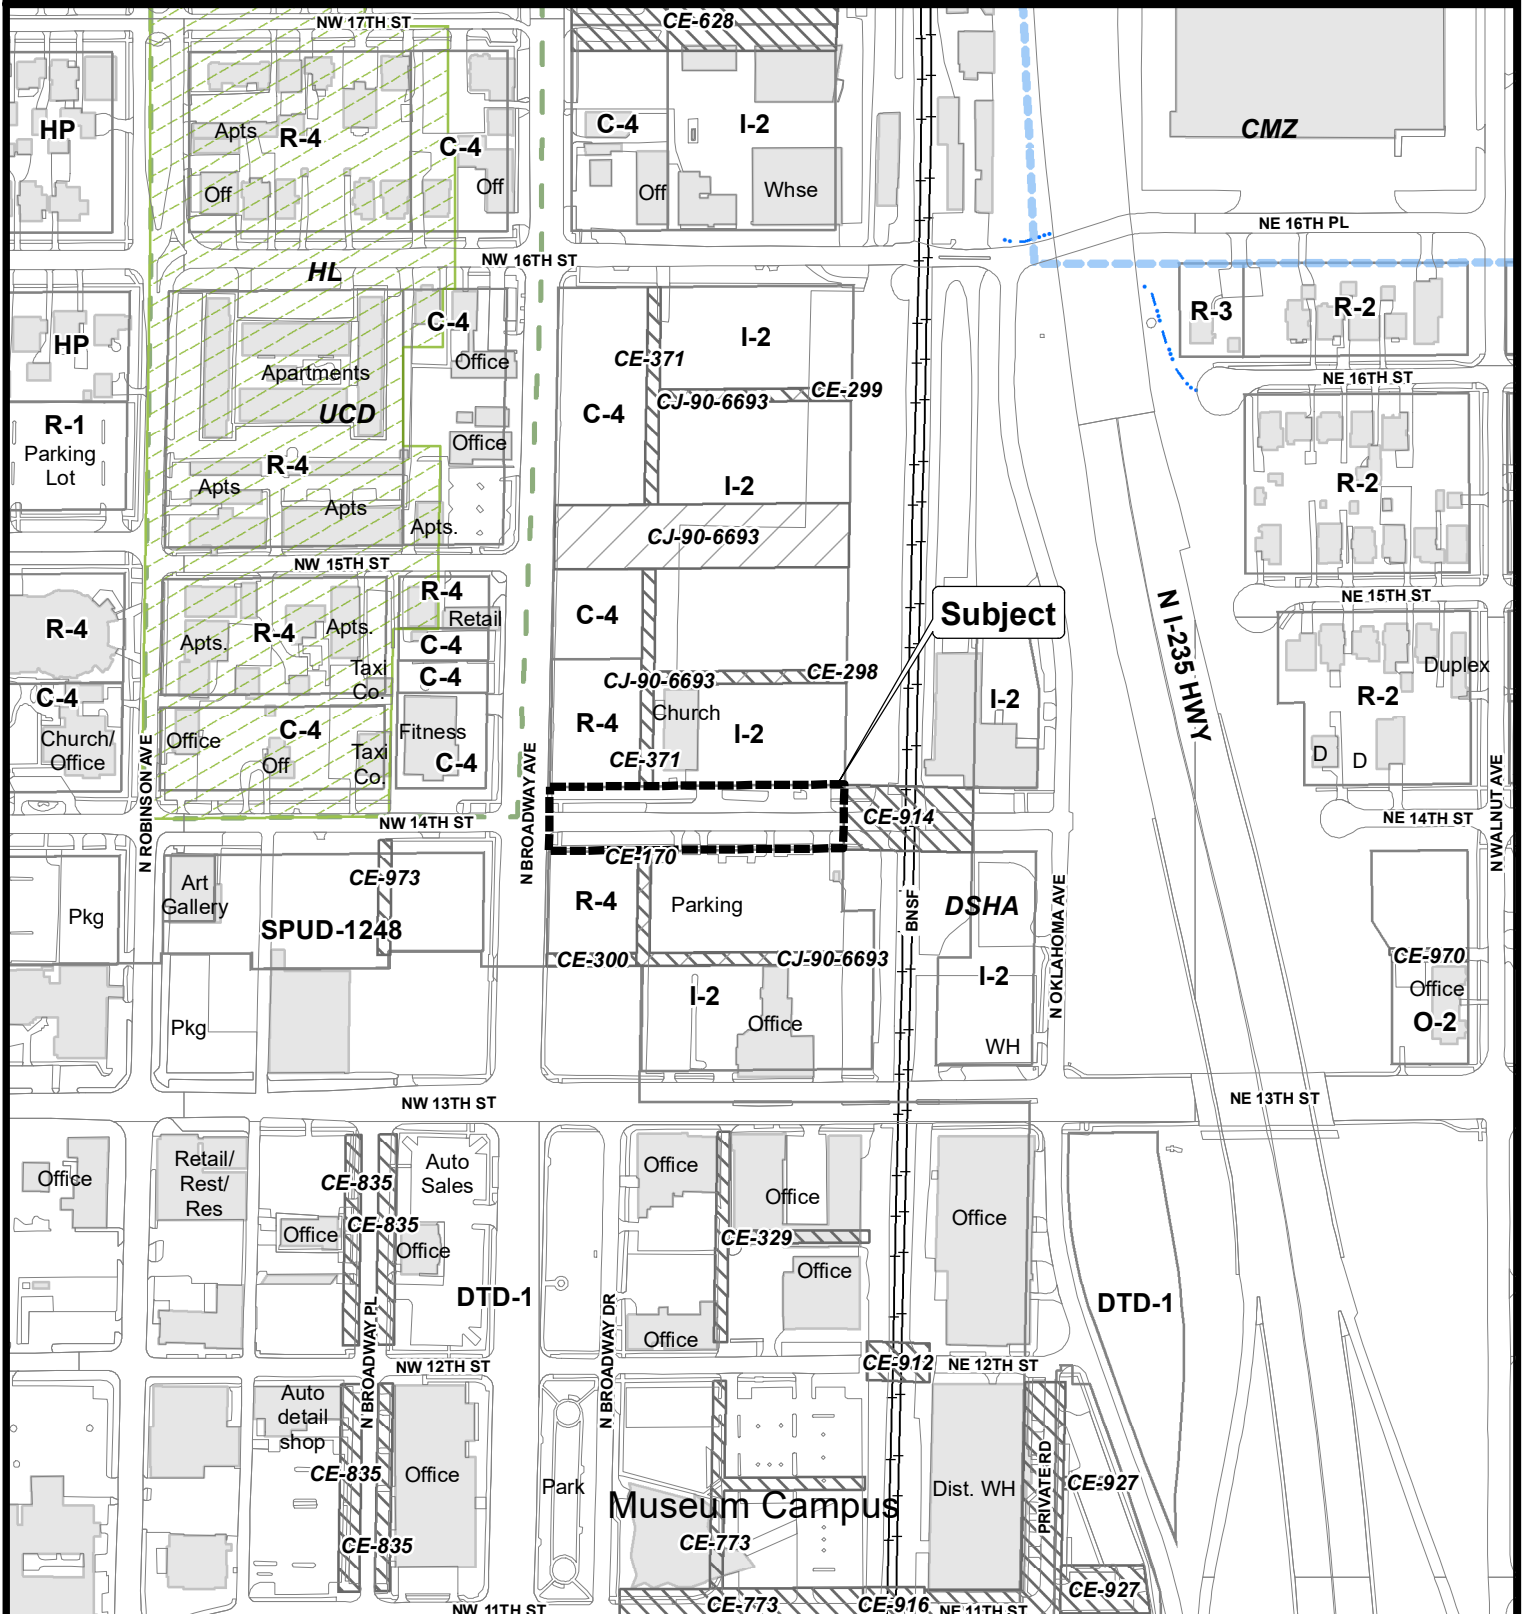 NW 17TH ST
CE-628
HP
Apts.
R-4
C-4
Off
Off
C-4
I-2
Off
Whse
CMZ
NE 16TH PL
NW 16TH ST
HL
HP
C-4
Office
Apartments
UCD
Office
R-1
Parking
Lot
R-4
Apts
Apts
Apts.
CE-371
I-2
CE-299
CJ-90-6693
C-4
I-2
CJ-90-6693
R-3
R-2
NE 16TH ST
R-2
NW 15TH ST
NE 15TH ST
Subject
N I-235 HWY
R-4
R-4
Retail
Apts.
R-4
Apts.
C-4
C-4
Taxi
Co.
C-4
Church/
Office
Office
C-4
Off
Taxi
Co.
Fitness
C-4
C-4
CJ-90-6693
CE-298
R-4
Church
I-2
CE-371
I-2
Duplex
R-2
D
D
N ROBINSON AVE
N BROADWAY AVE
N WALNUT AVE
NW 14TH ST
CE-914
NE 14TH ST
CE-170
CE-973
Art
Gallery
Pkg
SPUD-1248
R-4
Parking
BNSF
DSHA
N OKLAHOMA AVE
CE-300
CJ-90-6693
I-2
I-2
CE-970
Office
O-2
Pkg
Office
WH
NW 13TH ST
NE 13TH ST
Office
Retail/
Rest/
Res
CE-835
Auto
Sales
CE-835
Office
Office
Office
Office
CE-329
Office
Office
DTD-1
DTD-1
N BROADWAY PL
N BROADWAY DR
Office
NW 12TH ST
CE-912
NE 12TH ST
Auto
detail
shop
CE-835
Office
CE-835
Park
Museum Campus
CE-773
Dist. WH
PRIVATE RD
CE-927
CE-927
NW 11TH ST
CE-773
CE-916
NE 11TH ST